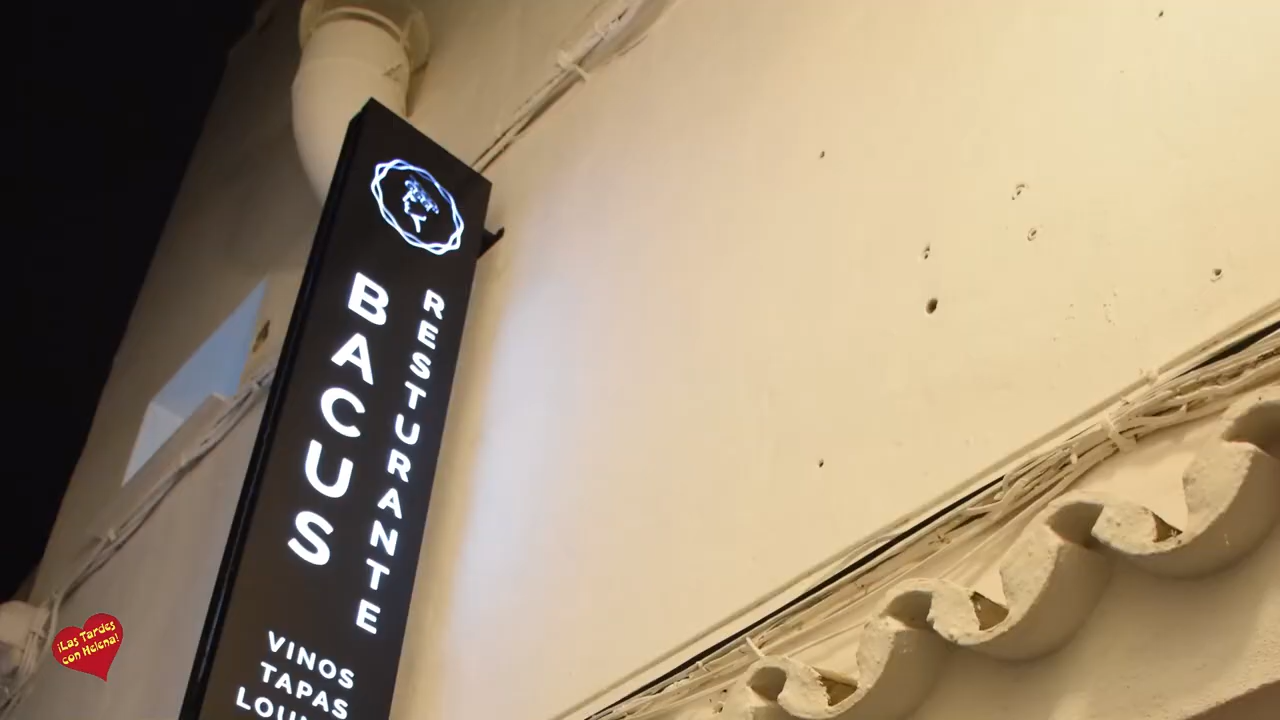 BACUS
RESTURANTE
VINOS
TAPAS
¡Las Tardes
con Helena!